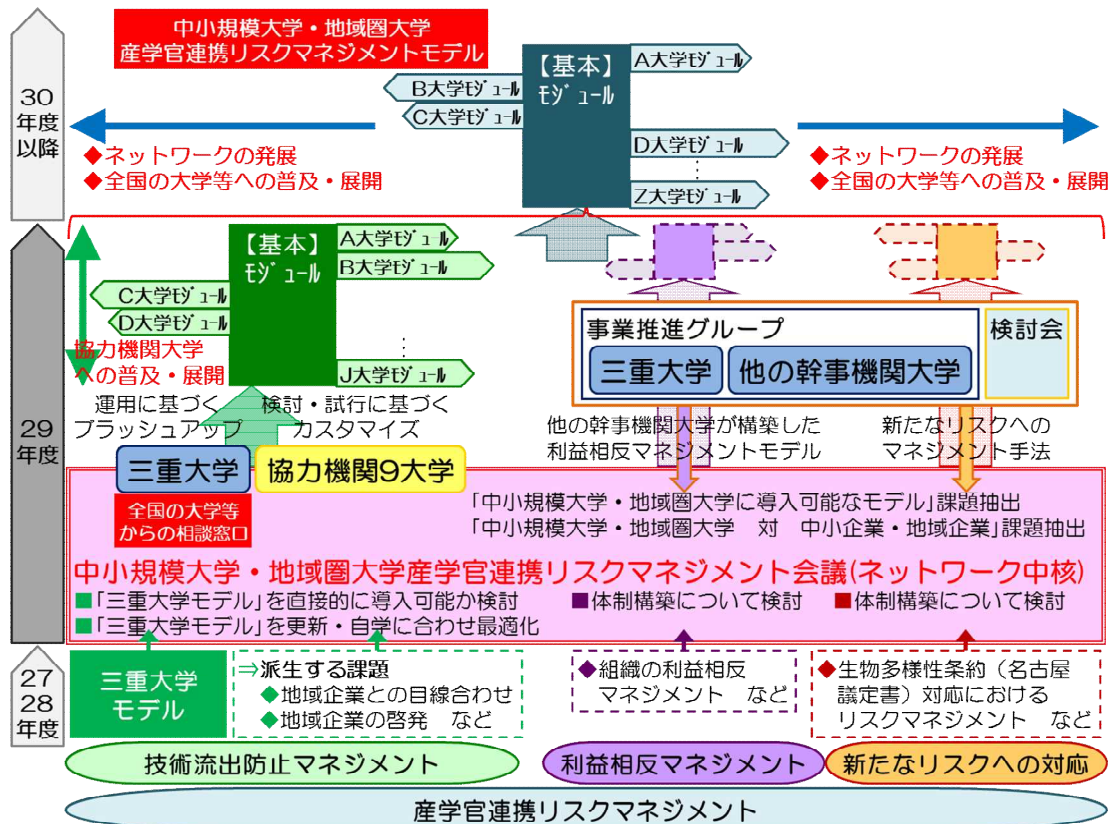 中小規模大学・地域圏大学
産学官連携リスクマネジメントモデル
30
年度
以降
【基本】
ﾓｼﾞｭｰﾙ
A大学ﾓｼﾞｭｰﾙ
B大学ﾓｼﾞｭｰﾙ
C大学ﾓｼﾞｭｰﾙ
D大学ﾓｼﾞｭｰﾙ
⋮
Z大学ﾓｼﾞｭｰﾙ
◆ネットワークの発展
◆全国の大学等への普及・展開
◆ネットワークの発展
◆全国の大学等への普及・展開
29
年度
【基本】
ﾓｼﾞｭｰﾙ
A大学ﾓｼﾞｭｰﾙ
B大学ﾓｼﾞｭｰﾙ
C大学ﾓｼﾞｭｰﾙ
D大学ﾓｼﾞｭｰﾙ
⋮
J大学ﾓｼﾞｭｰﾙ
協力機関大学
への普及・展開
事業推進グループ
三重大学
他の幹事機関大学
検討会
運用に基づく
ブラッシュアップ
検討・試行に基づく
カスタマイズ
他の幹事機関大学が構築した
利益相反マネジメントモデル
新たなリスクへの
マネジメント手法
三重大学
協力機関9大学
全国の大学等
からの相談窓口
「中小規模大学・地域圏大学に導入可能なモデル」課題抽出
「中小規模大学・地域圏大学　対　中小企業・地域企業」課題抽出
中小規模大学・地域圏大学産学官連携リスクマネジメント会議(ネットワーク中核)
■「三重大学モデル」を直接的に導入可能か検討
■「三重大学モデル」を更新・自学に合わせ最適化
■体制構築について検討
■体制構築について検討
27
28
年度
三重大学
モデル
⇒派生する課題
◆地域企業との目線合わせ
◆地域企業の啓発　など
◆組織の利益相反
マネジメント　など
◆生物多様性条約（名古屋
議定書）対応における
リスクマネジメント　など
技術流出防止マネジメント
利益相反マネジメント
新たなリスクへの対応
産学官連携リスクマネジメント